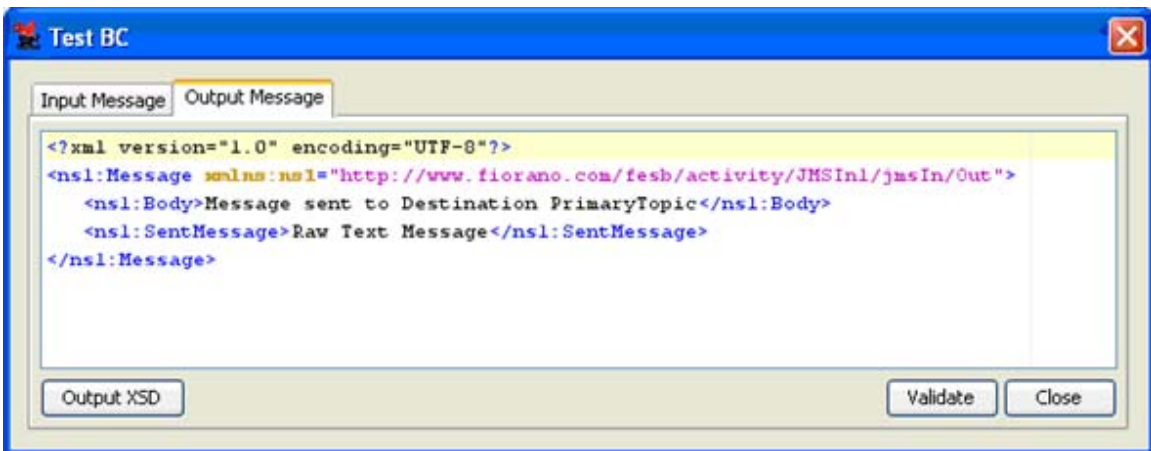 Test BC
Input Message Output Message
<?xml version="1.0" encoding="UTF-8"?>
<ns1:Message xmlns:ns1="http://www.fiorano.com/fesb/activity/JMSIn1/jmsIn/Out">
<ns1:Body>Message sent to Destination PrimaryTopic</ns1:Body>
<ns1:SentMessage>Raw Text Message</ns1:SentMessage>
</ns1:Message>
Output XSD Validate Close